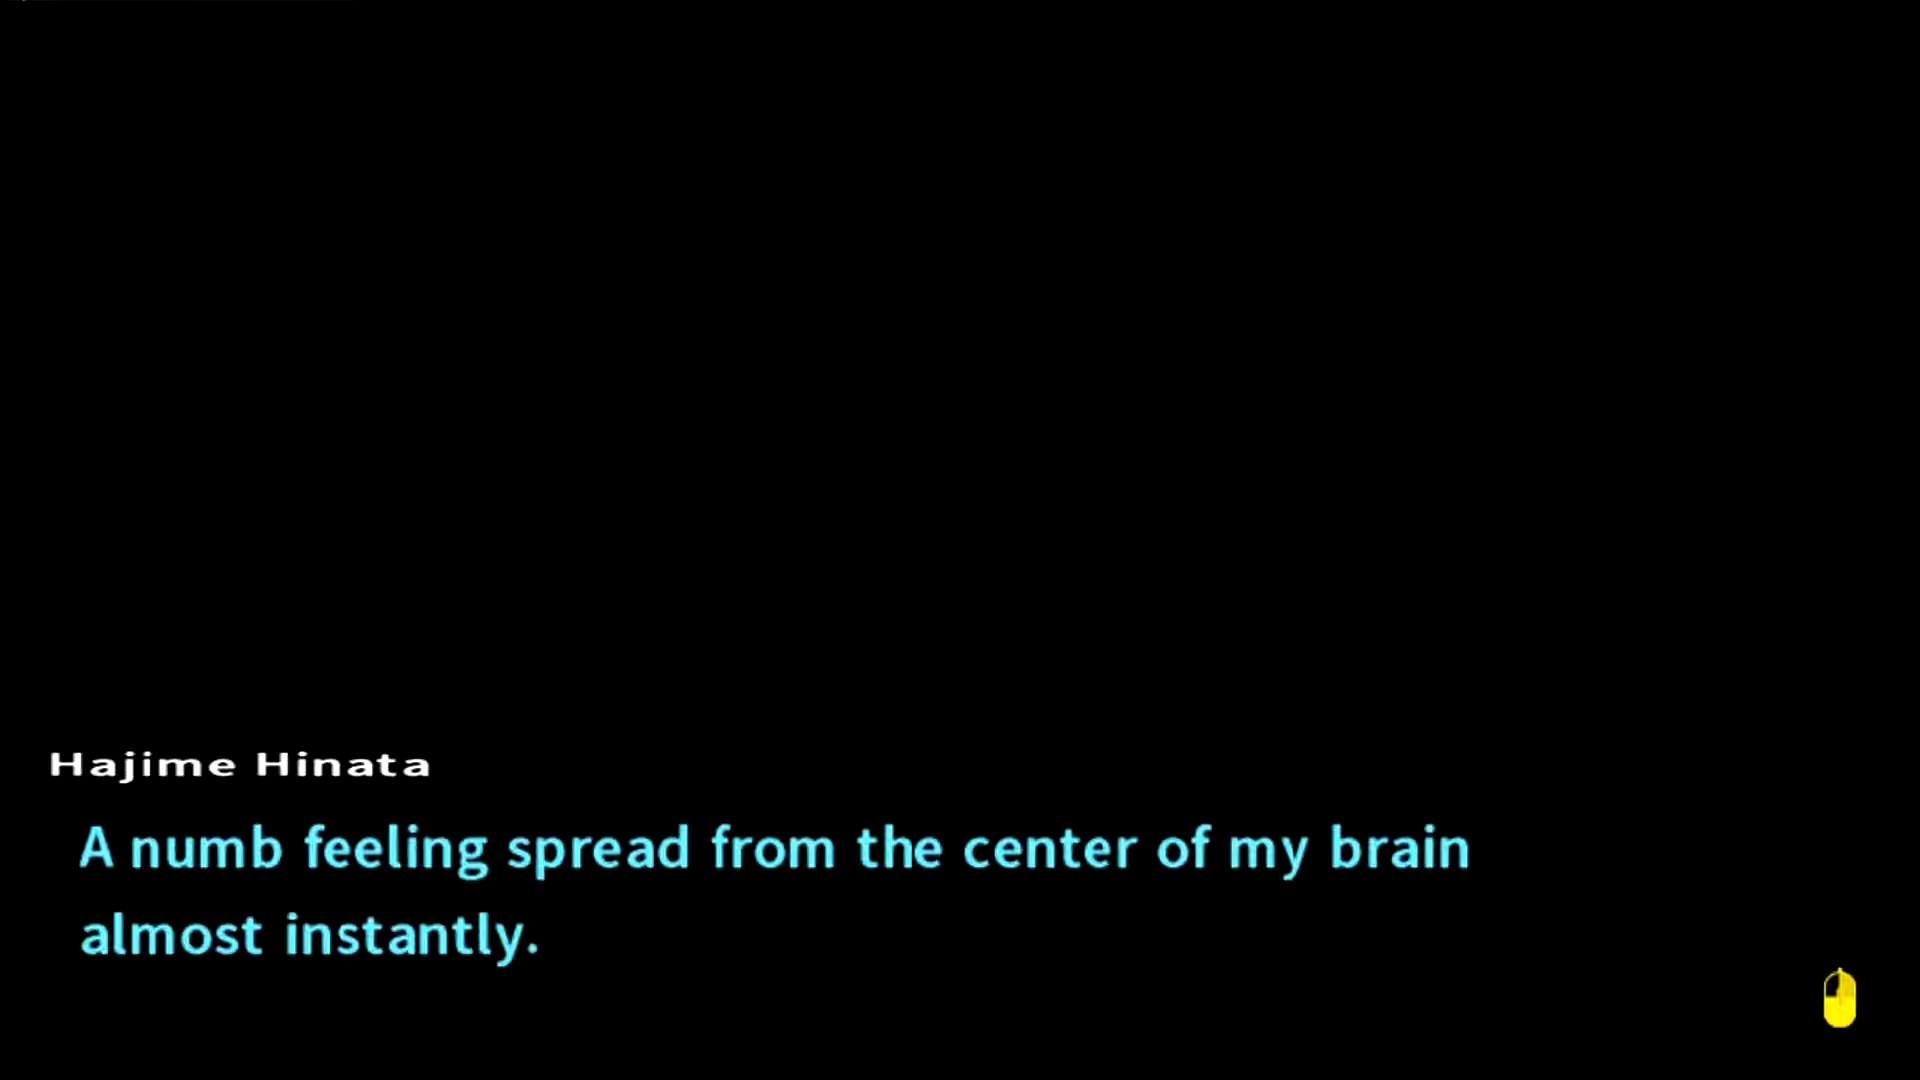 Hajime Hinata
A numb feeling spread from the center of my brain
almost instantly.